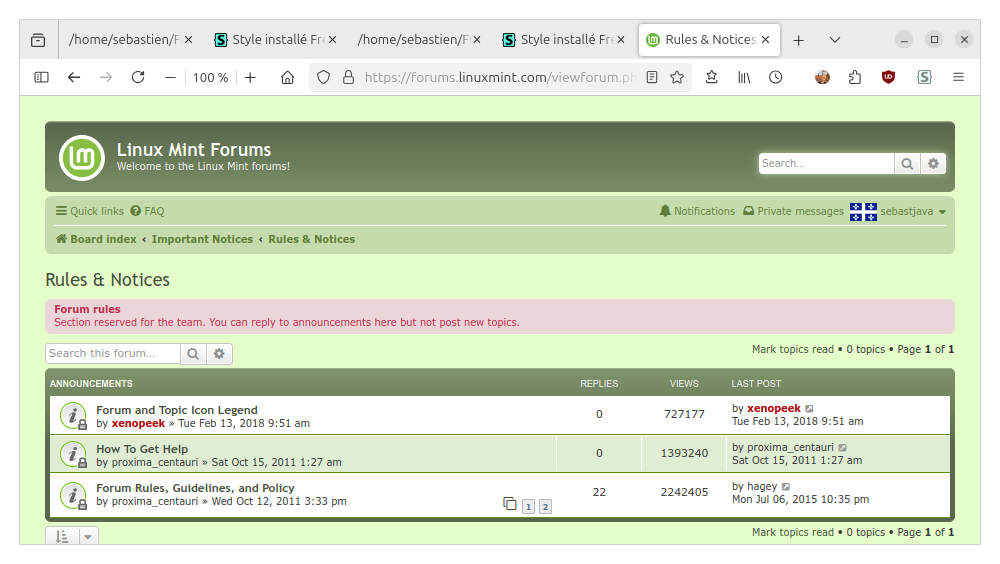 /home/sebastien/F
Style installé Fre
/home/sebastien/F
Style installé Fre
Rules & Notices
100 %
https://forums.linuxmint.com/viewforum.ph
Linux Mint Forums
Welcome to the Linux Mint forums!
Search…
Quick links FAQ
Notifications Private messages sebastjava
Board index ‹ Important Notices ‹ Rules & Notices
Rules & Notices
Forum rules
Section reserved for the team. You can reply to announcements here but not post new topics.
Search this forum…
Mark topics read • 0 topics • Page 1 of 1
ANNOUNCEMENTS REPLIES VIEWS LAST POST
Forum and Topic Icon Legend
by xenopeek » Tue Feb 13, 2018 9:51 am
0
727177
by xenopeek
Tue Feb 13, 2018 9:51 am
How To Get Help
by proxima_centauri » Sat Oct 15, 2011 1:27 am
0
1393240
by proxima_centauri
Sat Oct 15, 2011 1:27 am
Forum Rules, Guidelines, and Policy
by proxima_centauri » Wed Oct 12, 2011 3:33 pm
1 2
22
2242405
by hagey
Mon Jul 06, 2015 10:35 pm
Mark topics read • 0 topics • Page 1 of 1